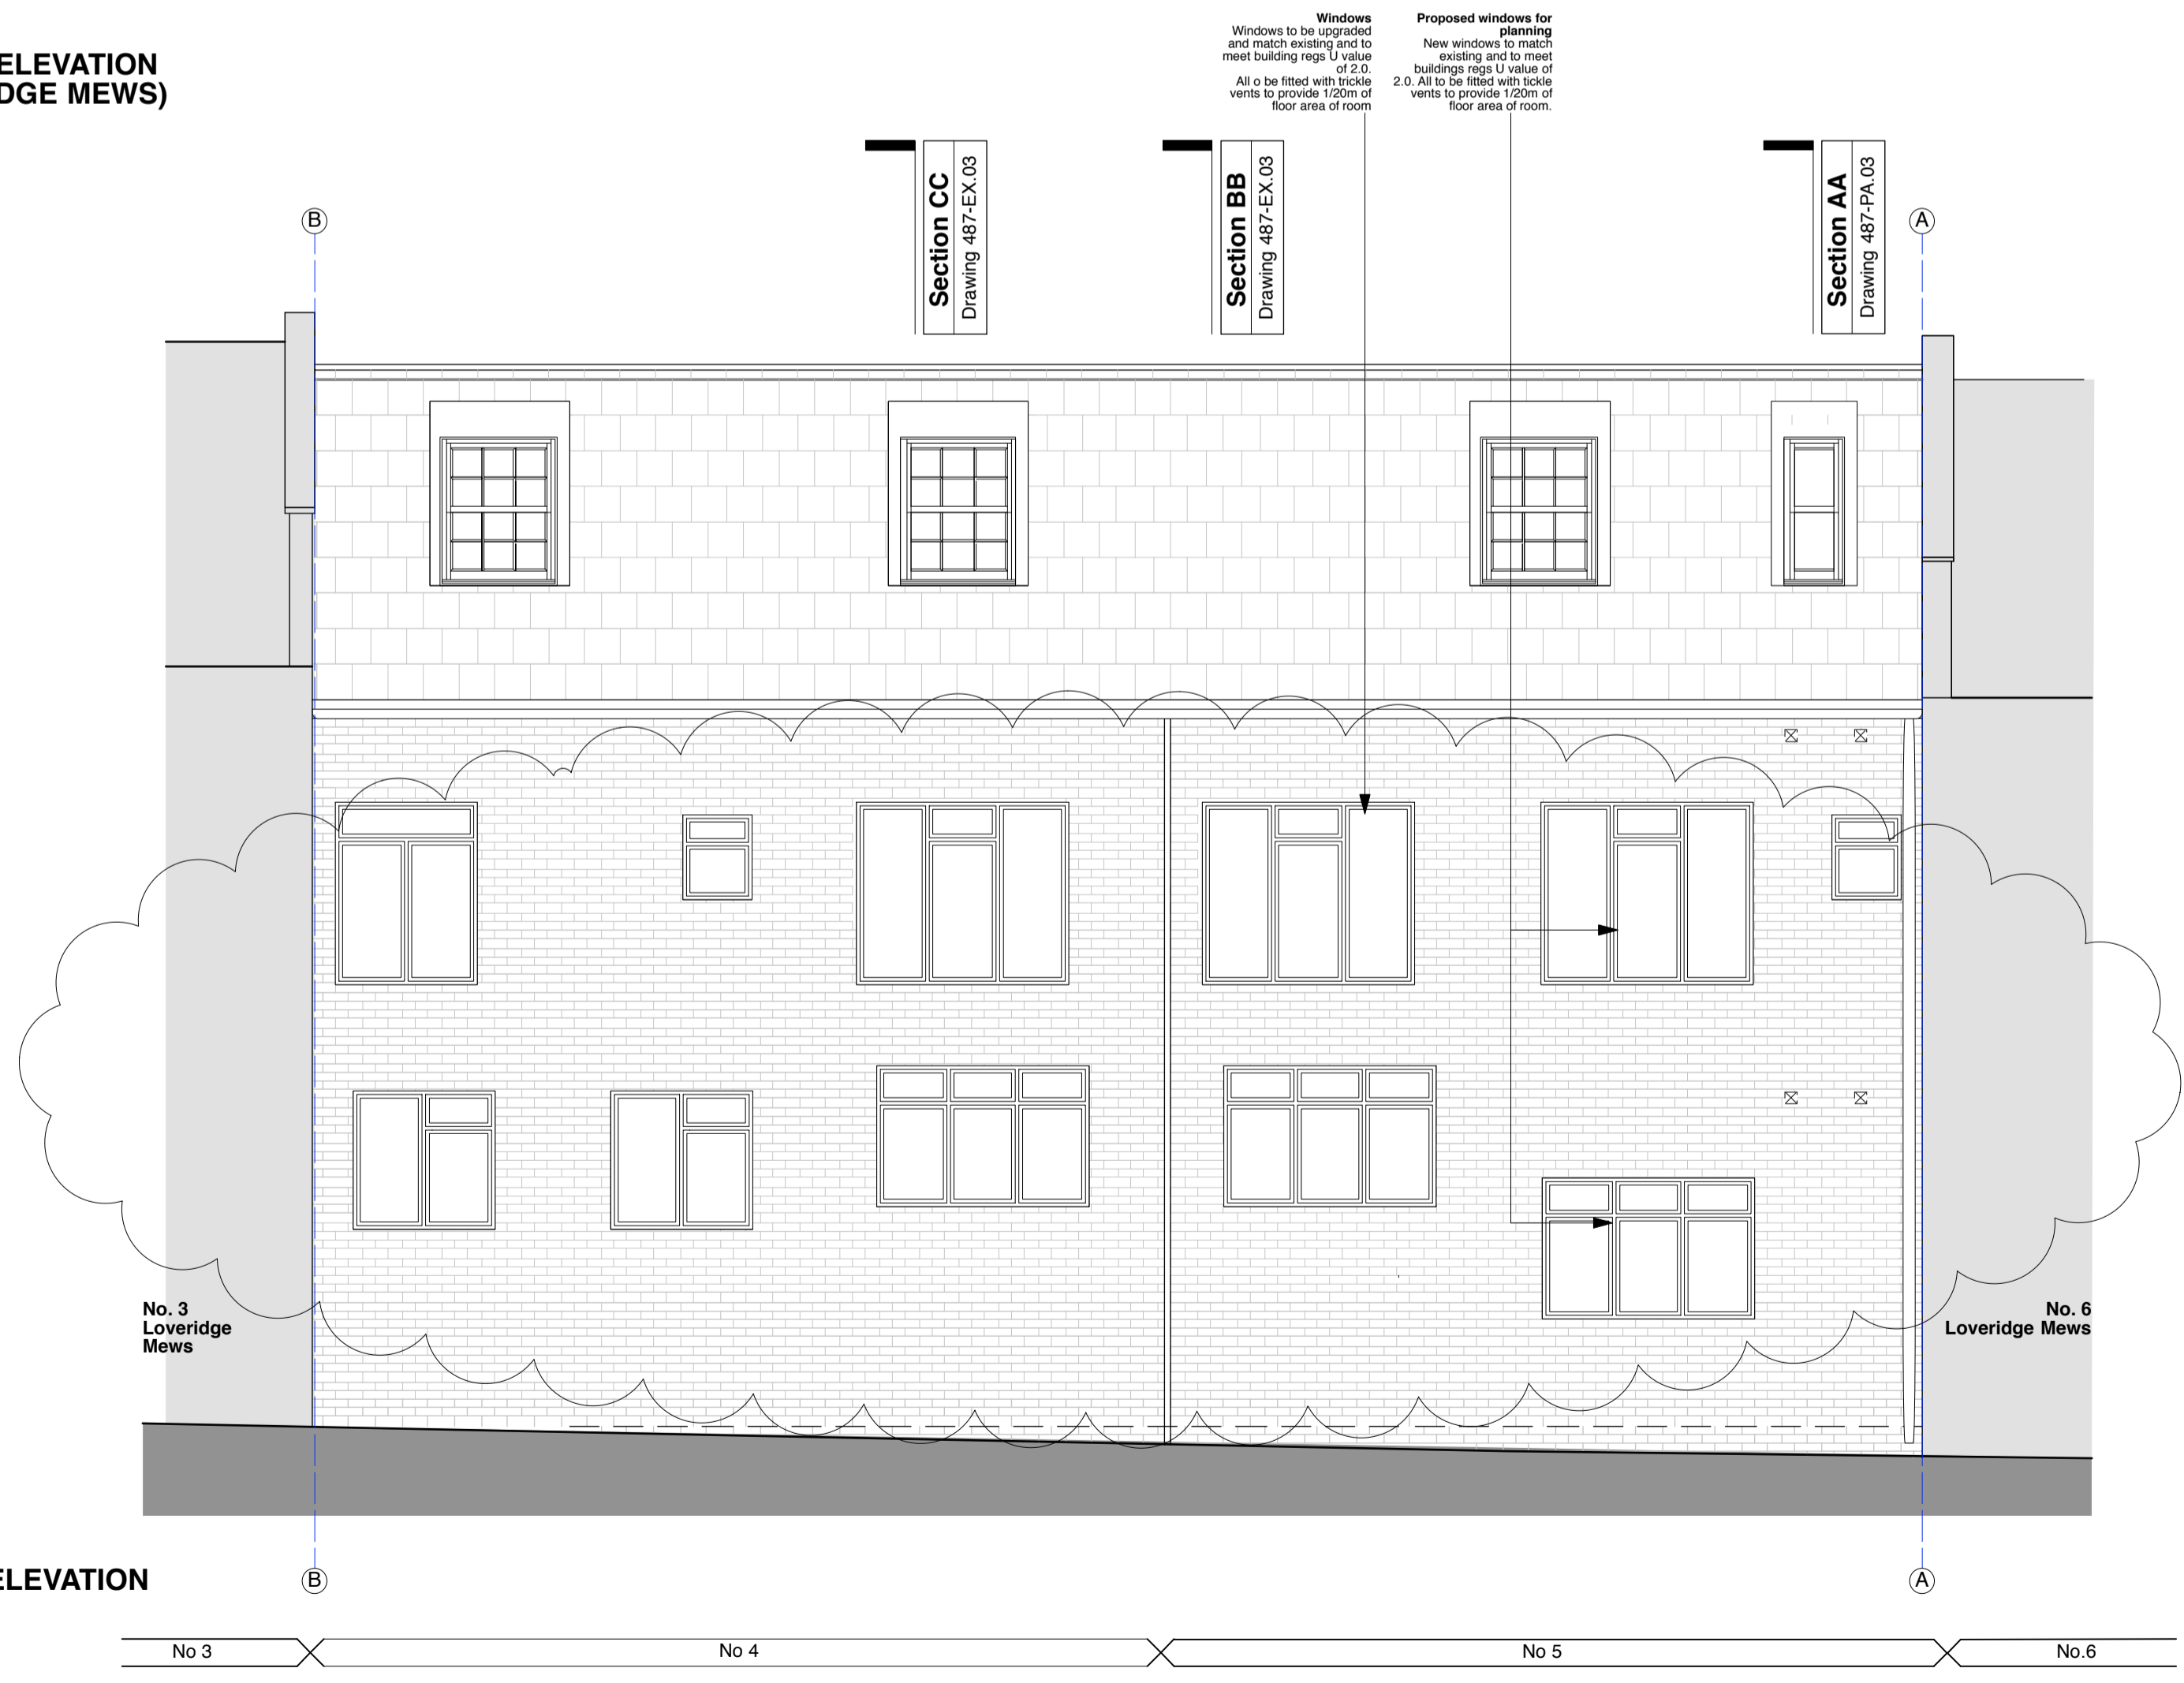 ELEVATION
DGE MEWS)
Windows
Windows to be upgraded
and match existing and to
meet building regs U value
of 2.0.
All o be fitted with trickle
vents to provide 1/20m of
floor area of room
Proposed windows for
planning
New windows to match
existing and to meet
buildings regs U value of
2.0. All to be fitted with tickle
vents to provide 1/20m of
floor area of room.
Section CC
Drawing 487-EX.03
Section BB
Drawing 487-EX.03
Section AA
Drawing 487-PA.03
B
A
No. 3
Loveridge
Mews
No. 6
Loveridge Mews
ELEVATION
B
A
No 3
No 4
No 5
No.6